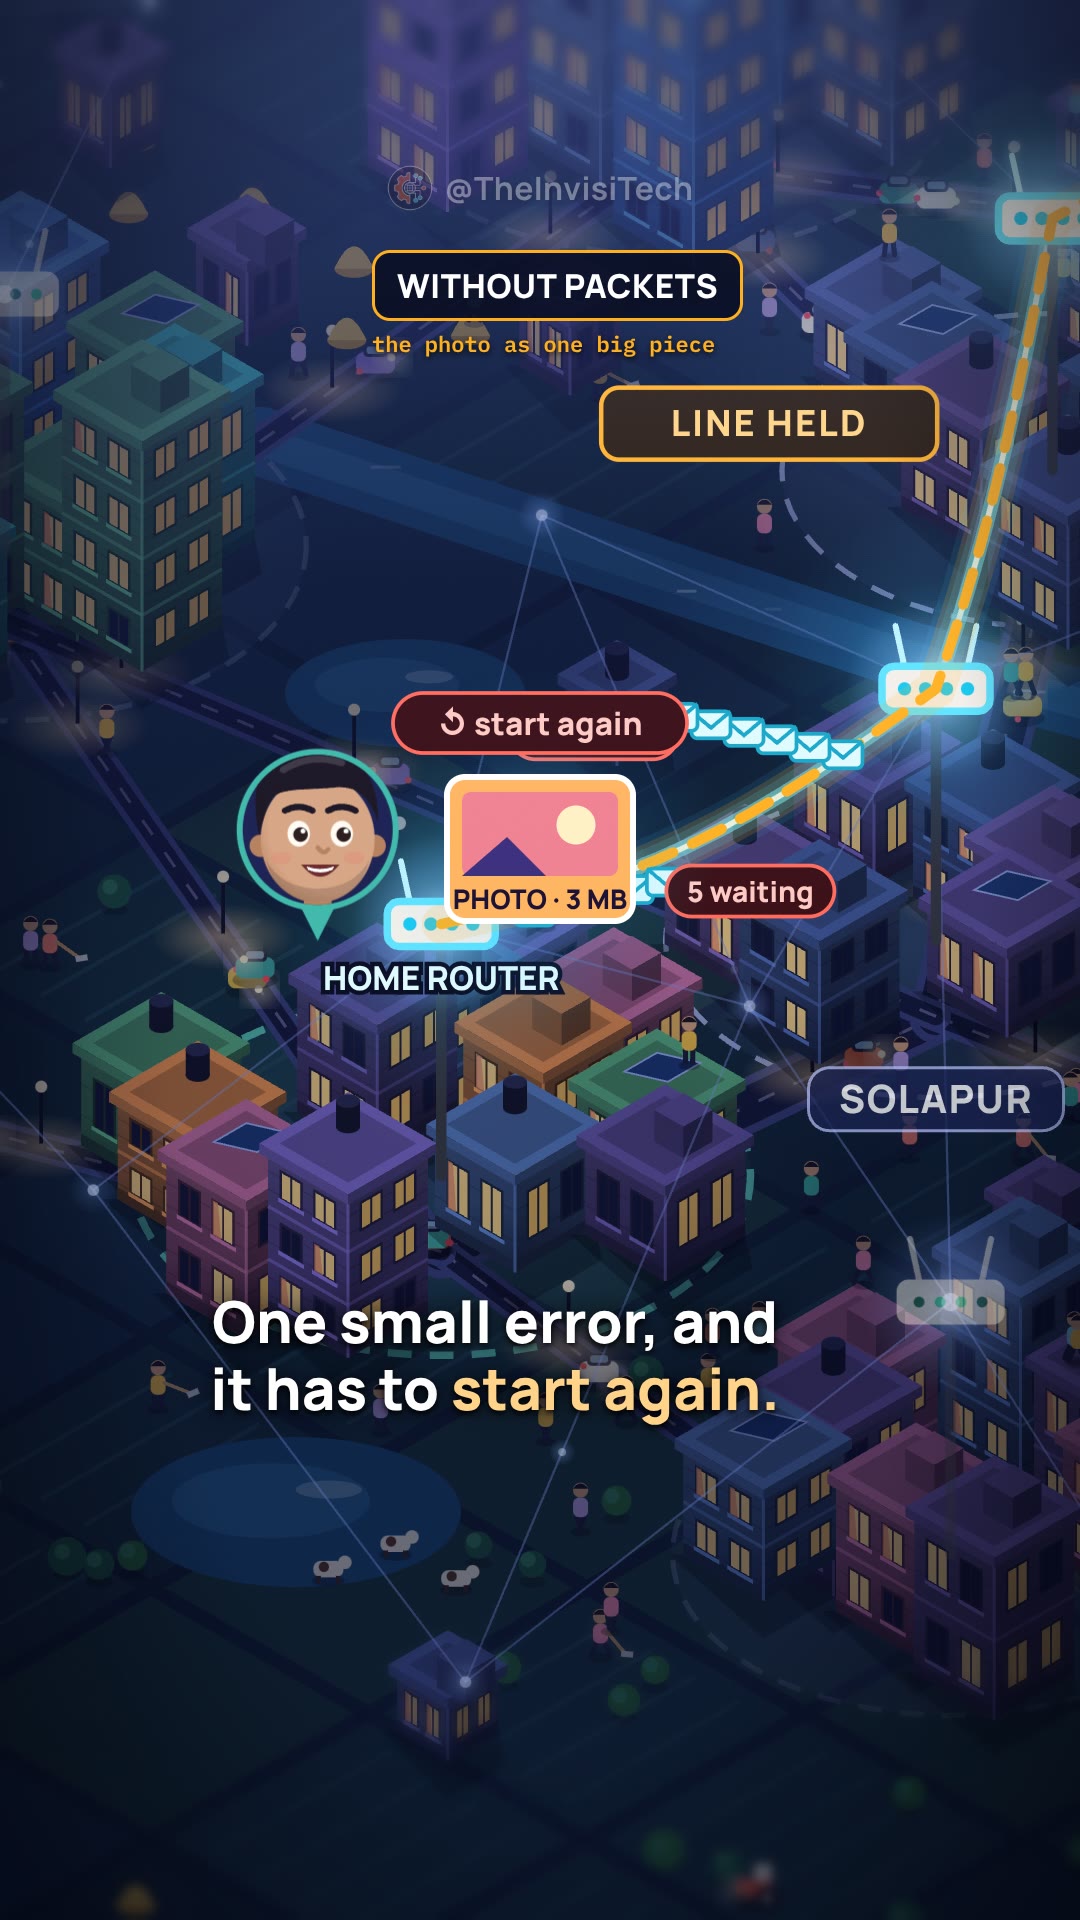 @TheInvisiTech
WITHOUT PACKETS
the photo as one big piece
LINE HELD
start again
PHOTO · 3 MB
5 waiting
HOME ROUTER
SOLAPUR
One small error, and
it has to start again.